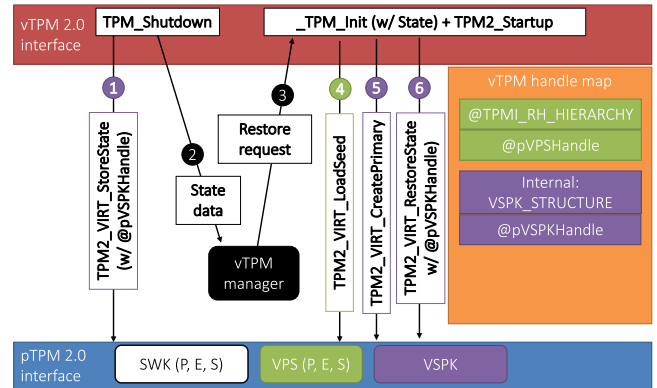 vTPM 2.0
interface
TPM_Shutdown
_TPM_Init (w/ State) + TPM2_Startup
1
2
3
4
5
6
TPM2_VIRT_StoreState
(w/ @pVSPKHandle)
State
data
Restore
request
vTPM
manager
TPM2_VIRT_LoadSeed
TPM2_VIRT_CreatePrimary
TPM2_VIRT_RestoreState
w/ @pVSPKHandle)
vTPM handle map
@TPMI_RH_HIERARCHY
@pVPSHandle
Internal:
VSPK_STRUCTURE
@pVSPKHandle
pTPM 2.0
interface
SWK (P, E, S)
VPS (P, E, S)
VSPK